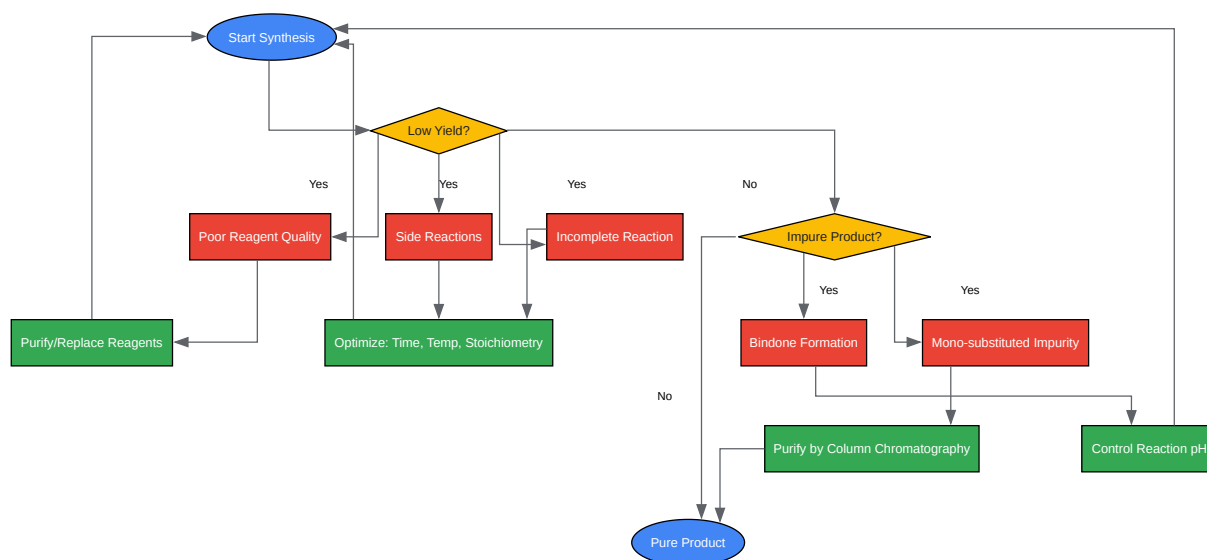 Start Synthesis
Low Yield?
Yes
Yes
Yes
No
Poor Reagent Quality
Side Reactions
Incomplete Reaction
Impure Product?
Yes
Yes
Purify/Replace Reagents
Optimize: Time, Temp, Stoichiometry
Bindone Formation
Mono-substituted Impurity
No
Purify by Column Chromatography
Control Reaction pH
Pure Product